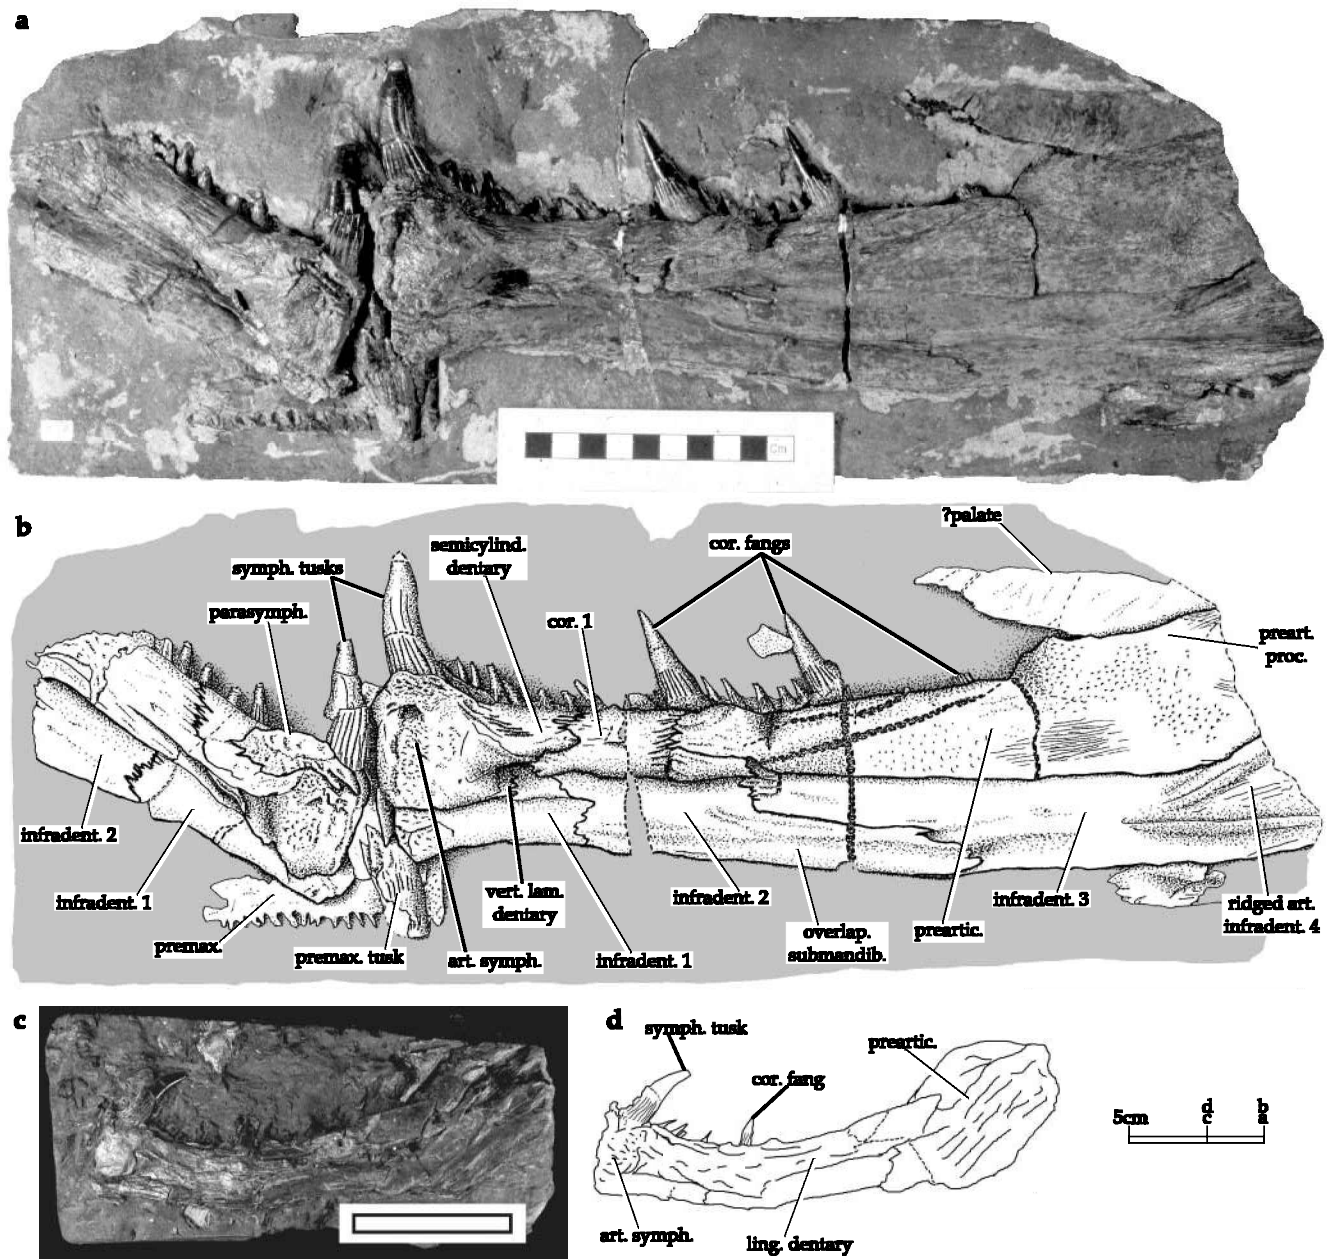 a
Cm
b
?palate
semicylind.
dentary
cor. fangs
symph. tusks
parasymph.
cor. 1
preart.
proc.
infradent. 2
infradent. 1
premax.
premax. tusk
art. symph.
vert. lam.
dentary
infradent. 1
infradent. 2
overlap.
submandib.
preartic.
infradent. 3
ridged art.
infradent. 4
c
d
symph. tusk
preartic.
cor. fang
art. symph.
ling. dentary
5cm
d
c
b
a